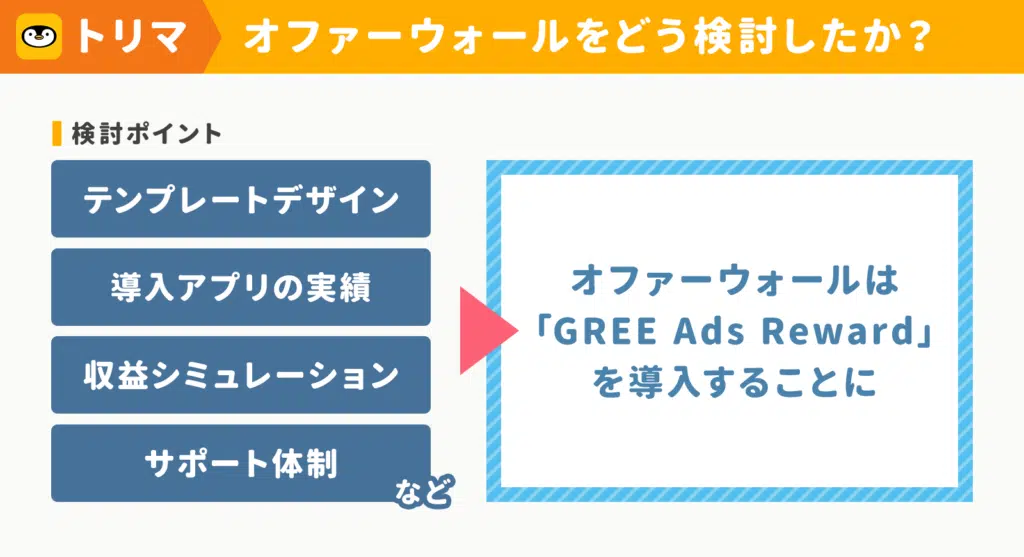 トリマ
オファーウォールをどう検討したか？
検討ポイント
テンプレートデザイン
導入アプリの実績
収益シミュレーション
サポート体制
など
オファーウォールは
「GREE Ads Reward」
を導入することに